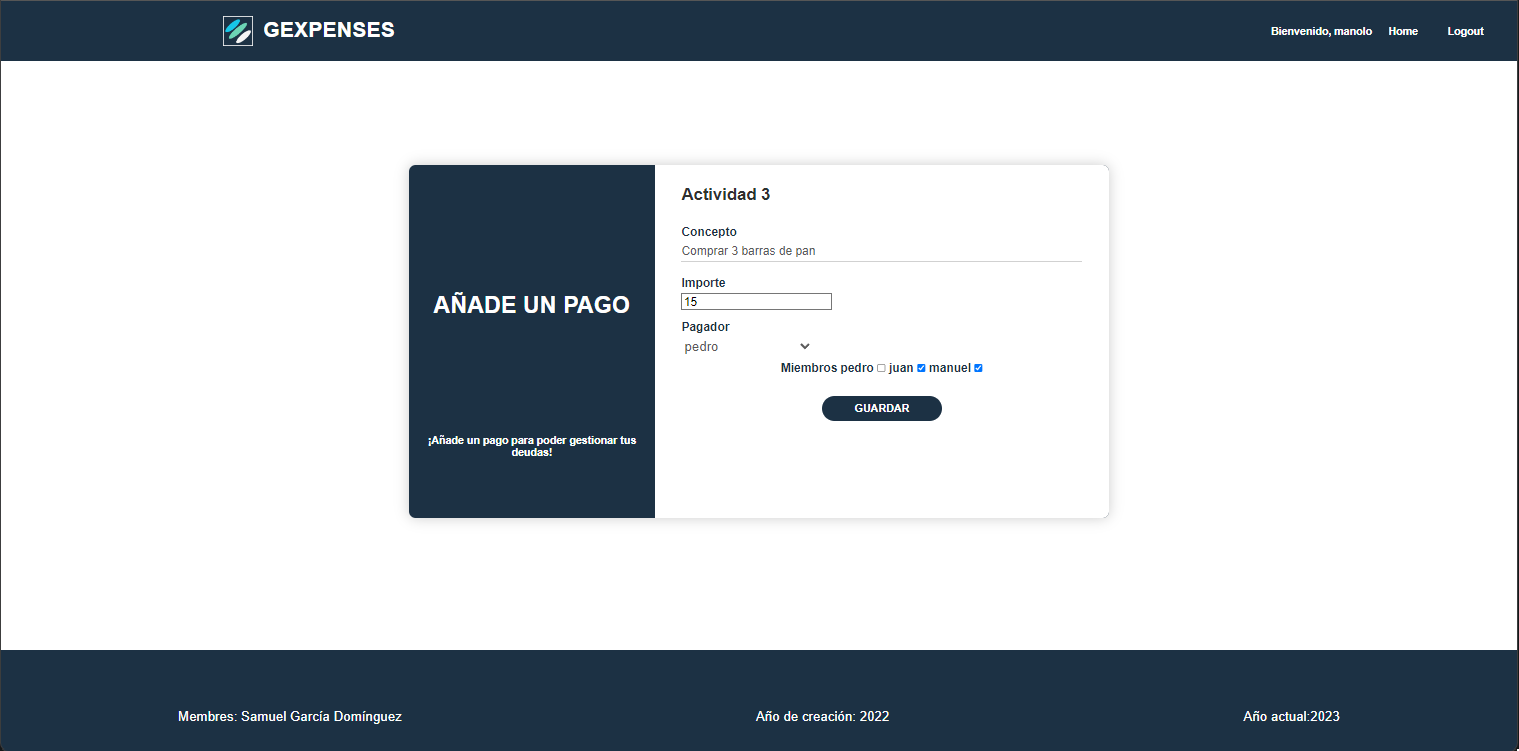 GEXPENSES
Bienvenido, manolo Home Logout
AÑADE UN PAGO
¡Añade un pago para poder gestionar tus
deudas!
Actividad 3
Concepto
Comprar 3 barras de pan
Importe
15
Pagador
pedro
Miembros pedro juan manuel
GUARDAR
Membres: Samuel García Domínguez
Año de creación: 2022
Año actual:2023